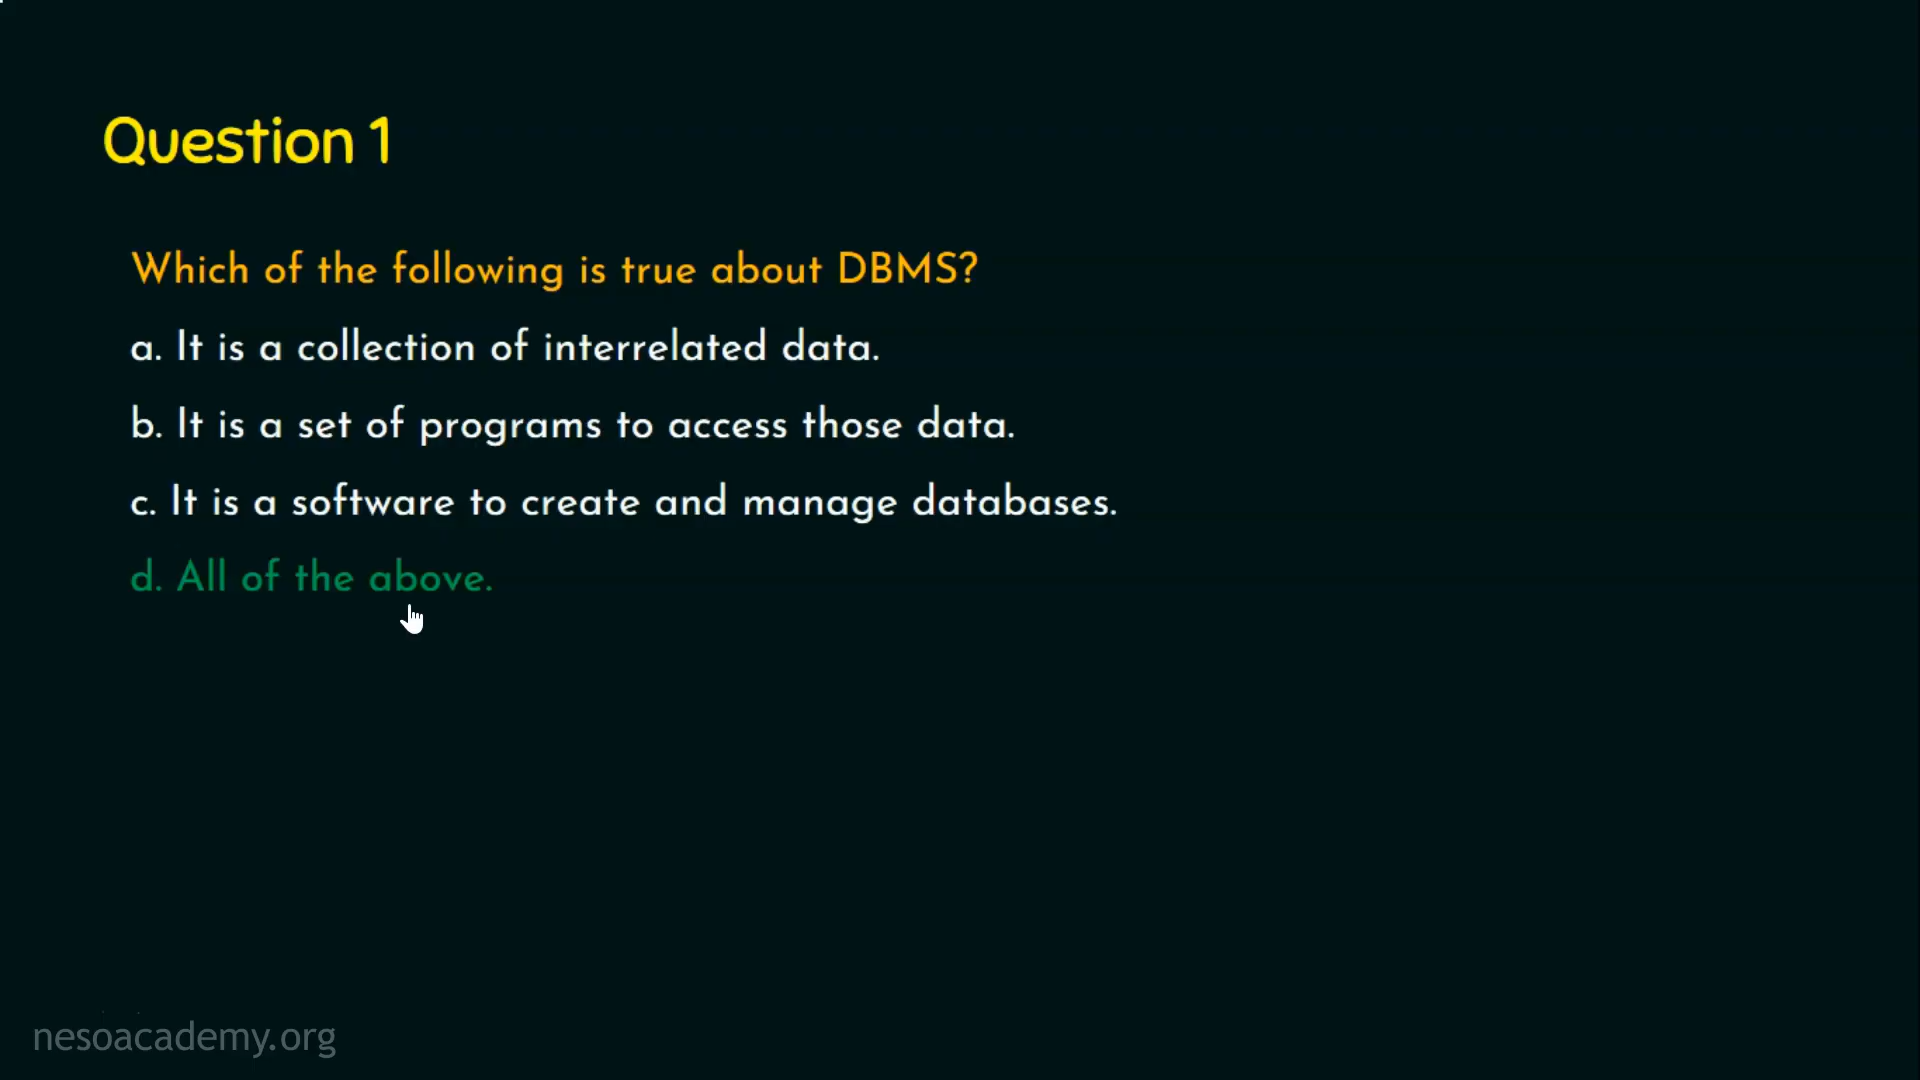 Question 1
Which of the following is true about DBMS?
a. It is a collection of interrelated data.
b. It is a set of programs to access those data.
c. It is a software to create and manage databases.
d. All of the above.
nesoacademy.org